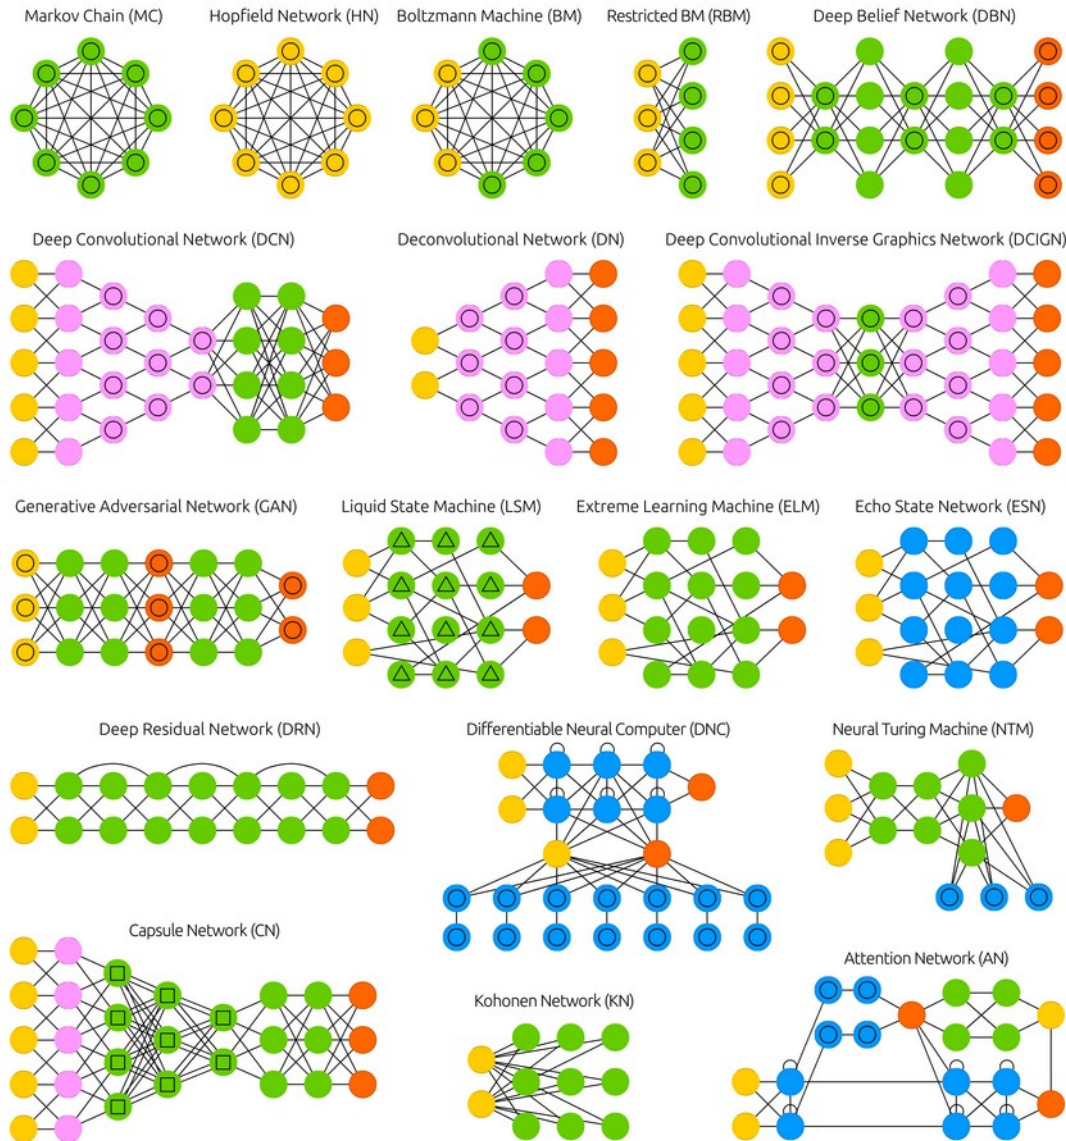 Markov Chain (MC)
Hopfield Network (HN)
Boltzmann Machine (BM)
Restricted BM (RBM)
Deep Belief Network (DBN)
Deep Convolutional Network (DCN)
Deconvolutional Network (DN)
Deep Convolutional Inverse Graphics Network (DCIGN)
Generative Adversarial Network (GAN)
Liquid State Machine (LSM)
Extreme Learning Machine (ELM)
Echo State Network (ESN)
Deep Residual Network (DRN)
Differentiable Neural Computer (DNC)
Neural Turing Machine (NTM)
Capsule Network (CN)
Kohonen Network (KN)
Attention Network (AN)